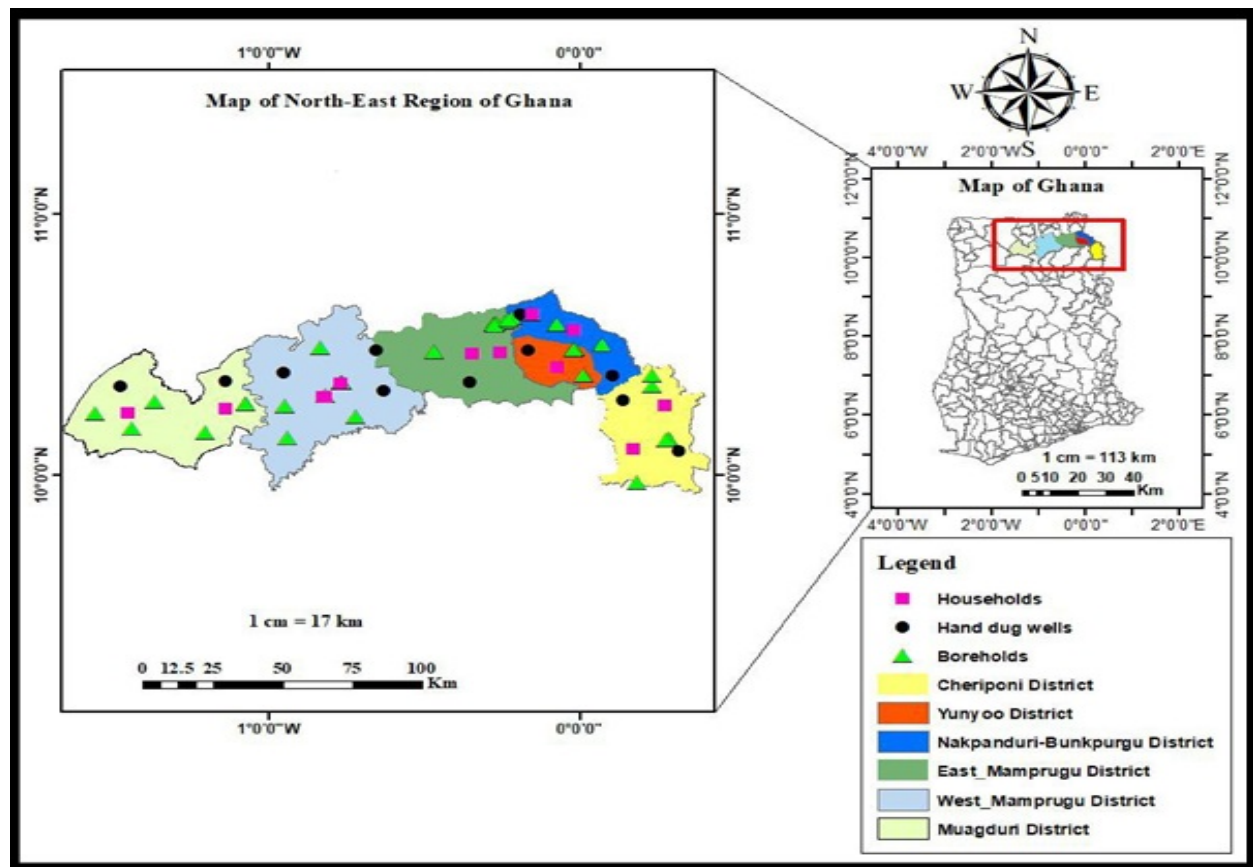 N
W E
S
1°0'0"W 0°0'0"
Map of North-East Region of Ghana
11°0'0"N
11°0'0"N
10°0'0"N
10°0'0"N
1 cm = 17 km
0 12.5 25 50 75 100
Km
1°0'0"W 0°0'0"
4°0'0"W 2°0'0"W 0°0'0" 2°0'0"E
Map of Ghana
12°0'0"N
10°0'0"N
8°0'0"N
6°0'0"N
4°0'0"N
12°0'0"N
10°0'0"N
8°0'0"N
6°0'0"N
4°0'0"N
1 cm = 113 km
0 5 10 20 30 40
Km
4°0'0"W 2°0'0"W 0°0'0" 2°0'0"E
Legend
Households
Hand dug wells
Boreholds
Cheriponi District
Yunyoo District
Nakpanduri-Bunkpurgu District
East_Mamprugu District
West_Mamprugu District
Muagduri District